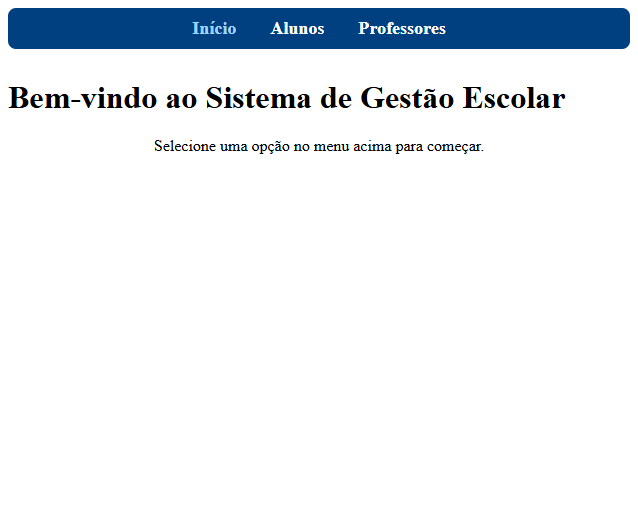 Início Alunos Professores
Bem-vindo ao Sistema de Gestão Escolar
Selecione uma opção no menu acima para começar.